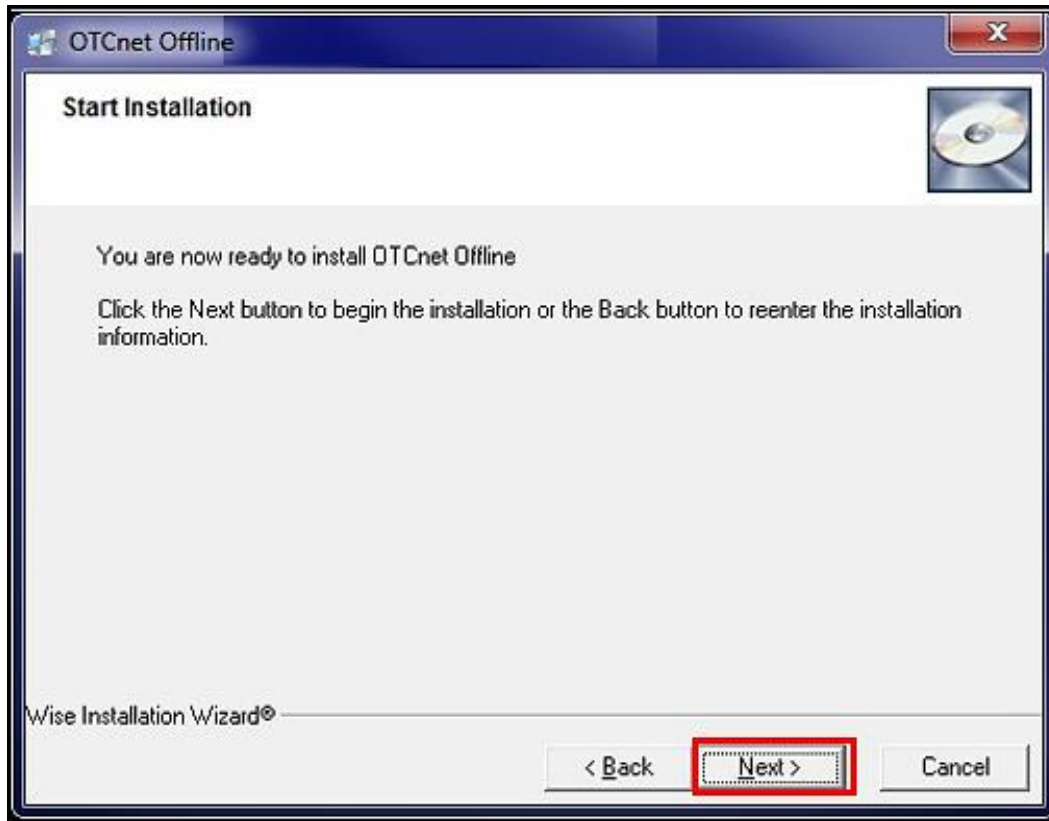 OTCnet Offline
Start Installation
You are now ready to install OTCnet Offline
Click the Next button to begin the installation or the Back button to reenter the installation
information.
Wise Installation Wizard®
< Back
Next >
Cancel